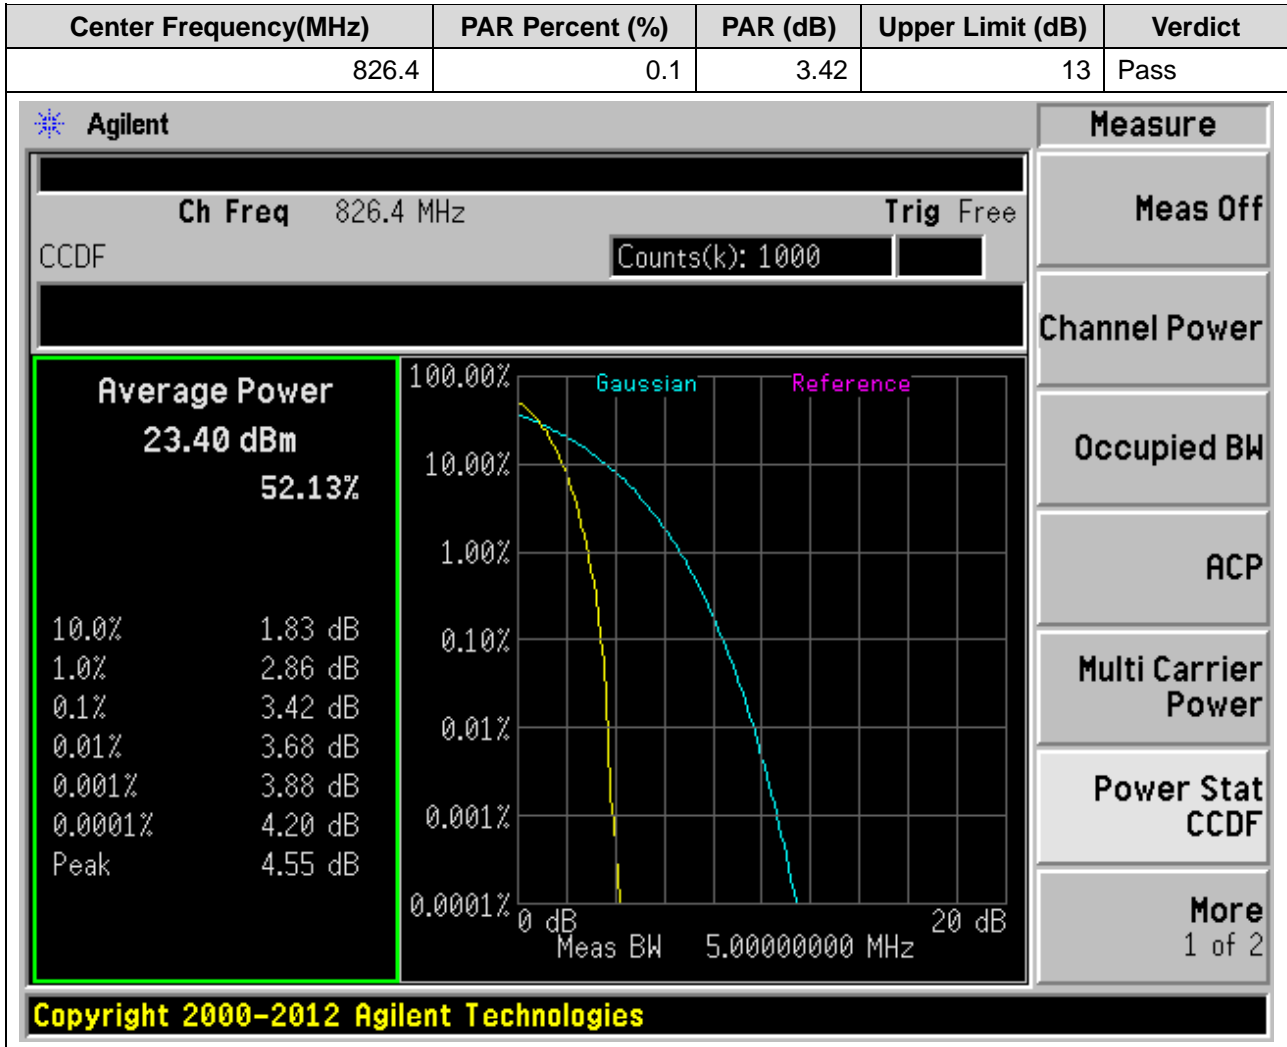 Center Frequency(MHz) PAR Percent (%) PAR (dB) Upper Limit (dB) Verdict
826.4 0.1 3.42 13 Pass
Agilent
Ch Freq 826.4 MHz Trig Free
CCDF Counts(k): 1000
Average Power
23.40 dBm
52.13%
10.0% 1.83 dB
1.0% 2.86 dB
0.1% 3.42 dB
0.01% 3.68 dB
0.001% 3.88 dB
0.0001% 4.20 dB
Peak 4.55 dB
Gaussian Reference
100.00%
10.00%
1.00%
0.10%
0.01%
0.001%
0.0001%
0 dB 20 dB
Meas BW 5.00000000 MHz
Measure
Meas Off
Channel Power
Occupied BW
ACP
Multi Carrier
Power
Power Stat
CCDF
More
1 of 2
Copyright 2000-2012 Agilent Technologies